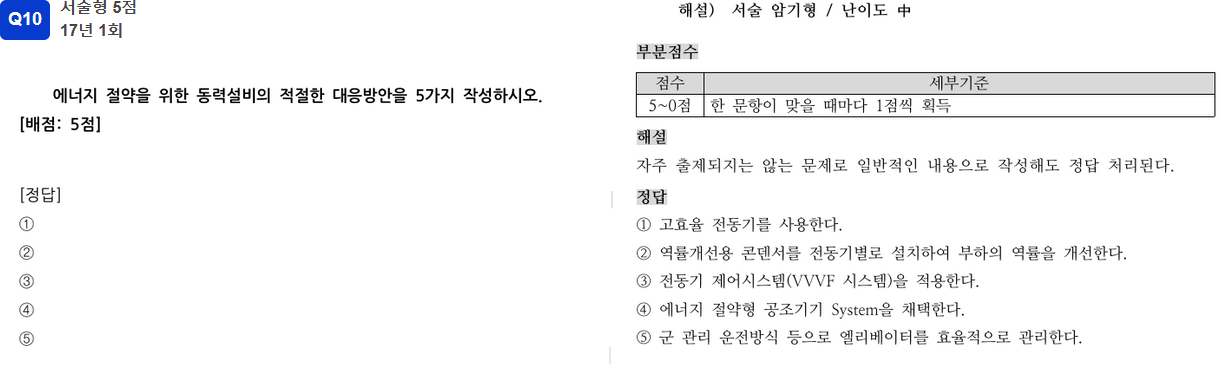 Q10
서술형 5점
17년 1회
에너지 절약을 위한 동력설비의 적절한 대응방안을 5가지 작성하시오.
[배점: 5점]
[정답]
①
②
③
④
⑤
해설) 서술 암기형 / 난이도 中
부분점수
점수 세부기준
5~0점 한 문항이 맞을 때마다 1점씩 획득
해설
자주 출제되지는 않는 문제로 일반적인 내용으로 작성해도 정답 처리된다.
정답
① 고효율 전동기를 사용한다.
② 역률개선용 콘덴서를 전동기별로 설치하여 부하의 역률을 개선한다.
③ 전동기 제어시스템(VVVF 시스템)을 적용한다.
④ 에너지 절약형 공조기기 System을 채택한다.
⑤ 군 관리 운전방식 등으로 엘리베이터를 효율적으로 관리한다.